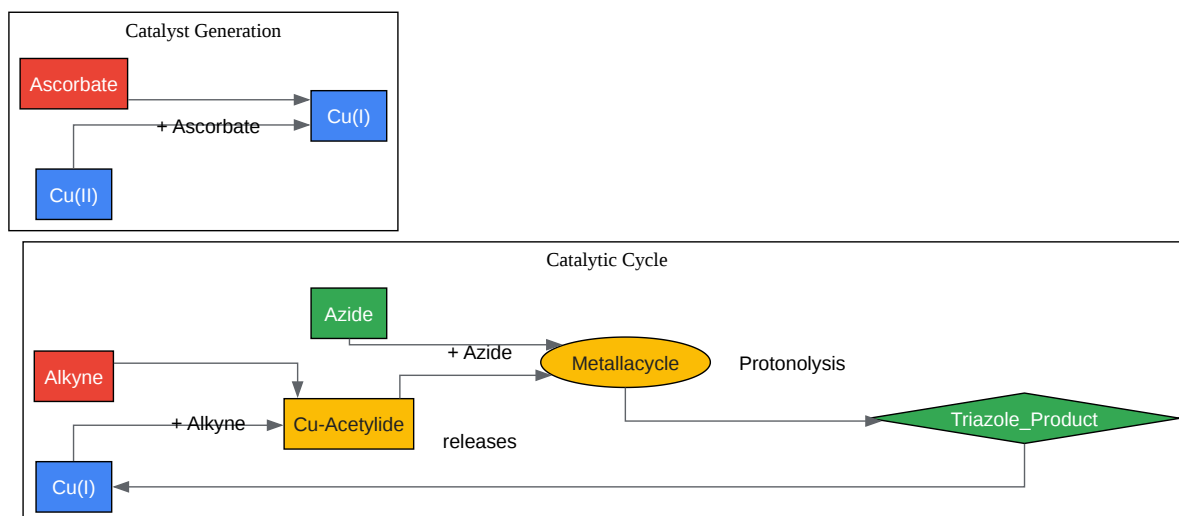 Catalyst Generation
Ascorbate
Cu(I)
+ Ascorbate
Cu(II)
Catalytic Cycle
Azide
+ Azide
Metallacycle
Protonolysis
Alkyne
+ Alkyne
Cu-Acetylide
releases
Triazole_Product
Cu(I)